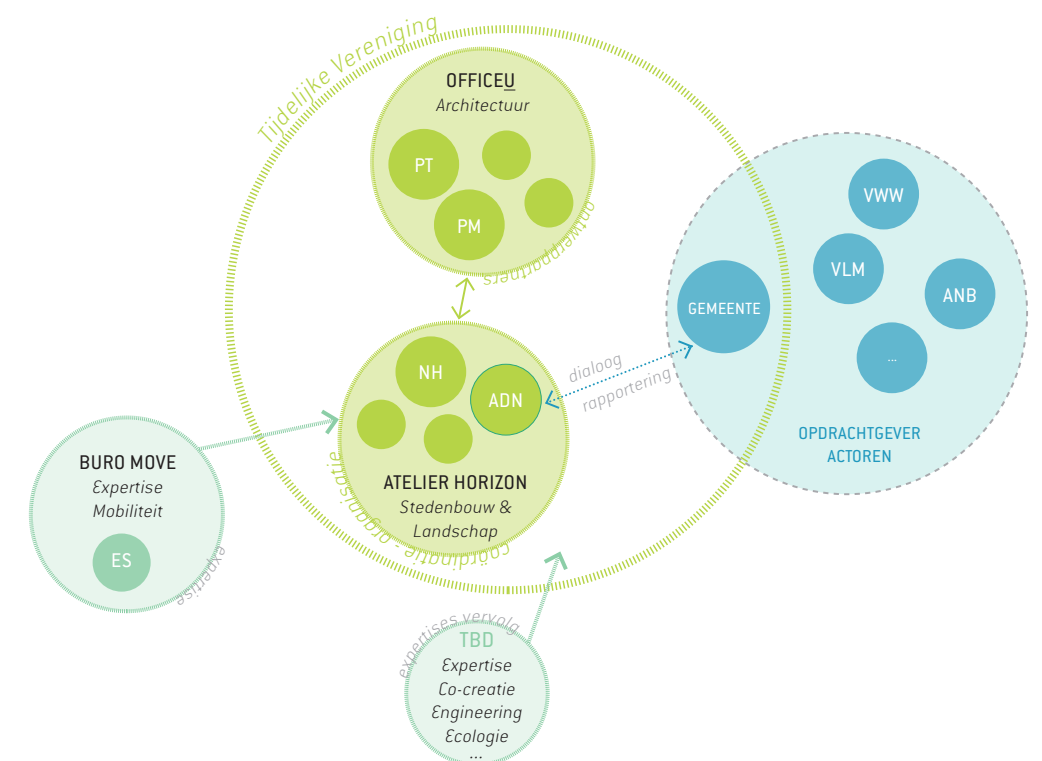 Tijdelijke Vereniging
OFFICEU
Architectuur
PT
PM
ontwerppartners
VWW
VLM
ANB
GEMEENTE
...
OPDRACHTGEVER
ACTOREN
dialoog
rapportering
NH
ADN
ATELIER HORIZON
Stedenbouw &
Landschap
coördinatie - organisatie
BURO MOVE
Expertise
Mobiliteit
ES
expertise
expertises vervolg
TBD
Expertise
Co-creatie
Engineering
Ecologie
...